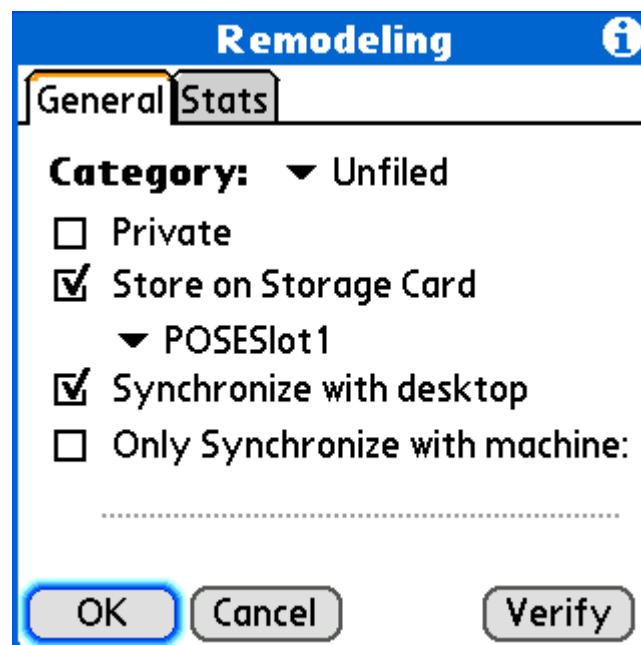 Remodeling i
General Stats
Category: Unfiled
Private
Store on Storage Card
POSESlot1
Synchronize with desktop
Only Synchronize with machine:
OK Cancel Verify